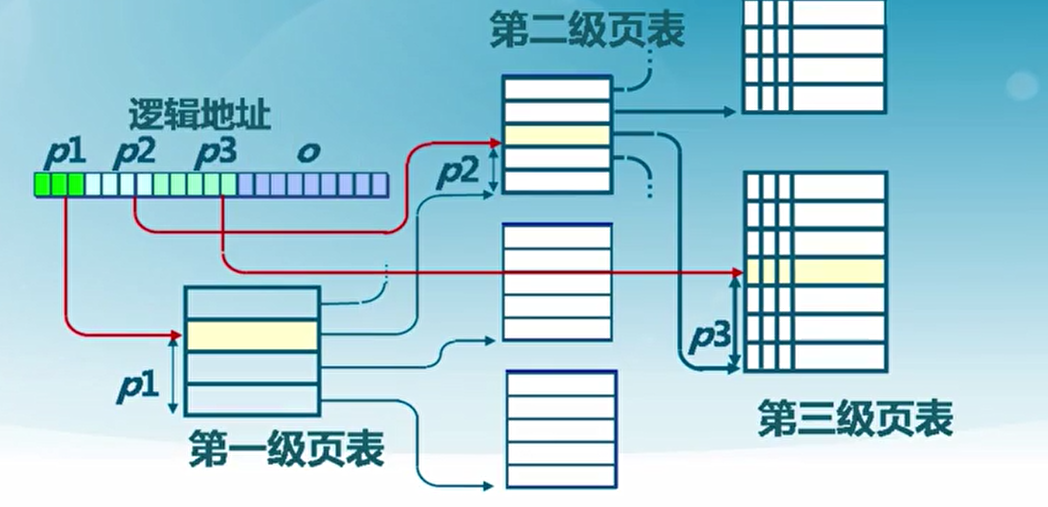 第二级页表
逻辑地址
p1 p2 p3 o
p2
p3
p1
第三级页表
第一级页表